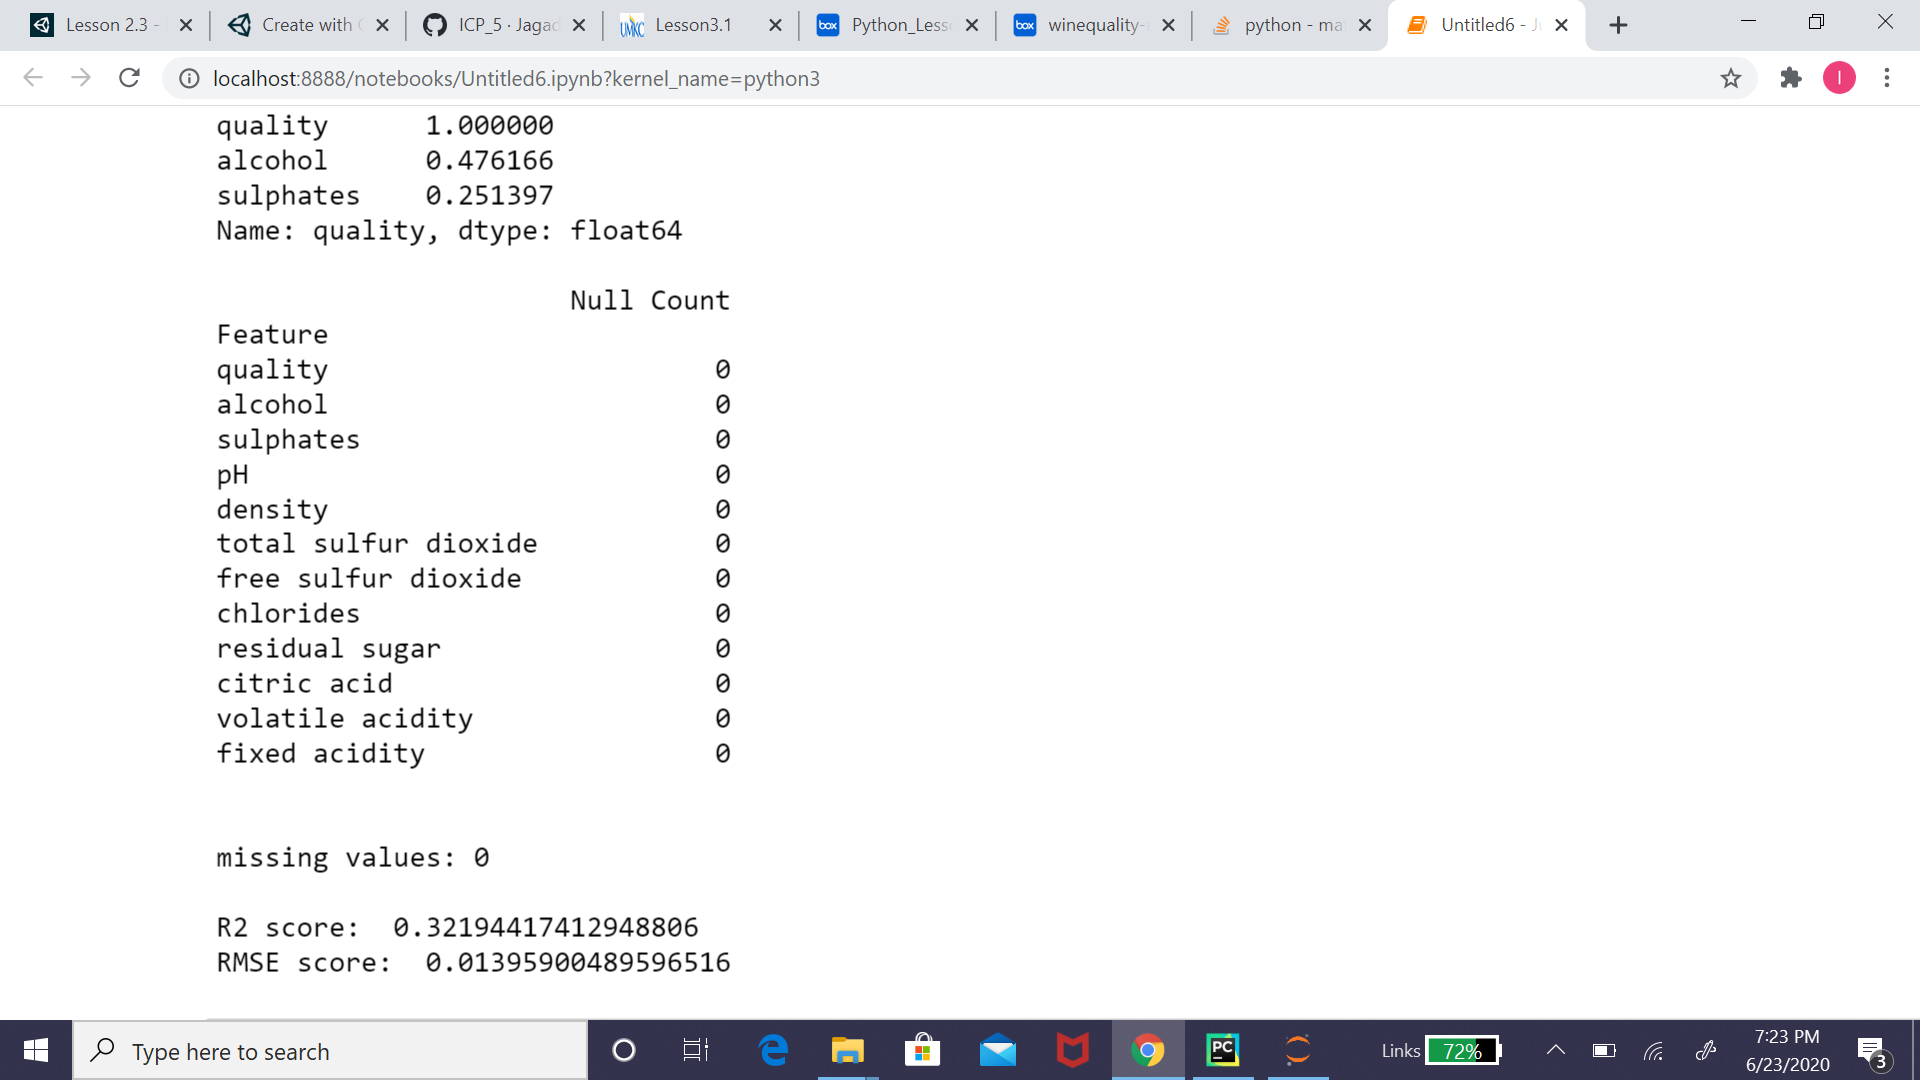 Lesson 2.3 -
Create with
ICP_5 · Jagad
Lesson3.1
Python_Less
winequality-
python - ma
Untitled6 - J
localhost:8888/notebooks/Untitled6.ipynb?kernel_name=python3
I
quality 1.000000
alcohol 0.476166
sulphates 0.251397
Name: quality, dtype: float64
Null Count
Feature
quality 0
alcohol 0
sulphates 0
pH 0
density 0
total sulfur dioxide 0
free sulfur dioxide 0
chlorides 0
residual sugar 0
citric acid 0
volatile acidity 0
fixed acidity 0
missing values: 0
R2 score: 0.32194417412948806
RMSE score: 0.01395900489596516
Type here to search
PC
Links
72%
7:23 PM
6/23/2020
3